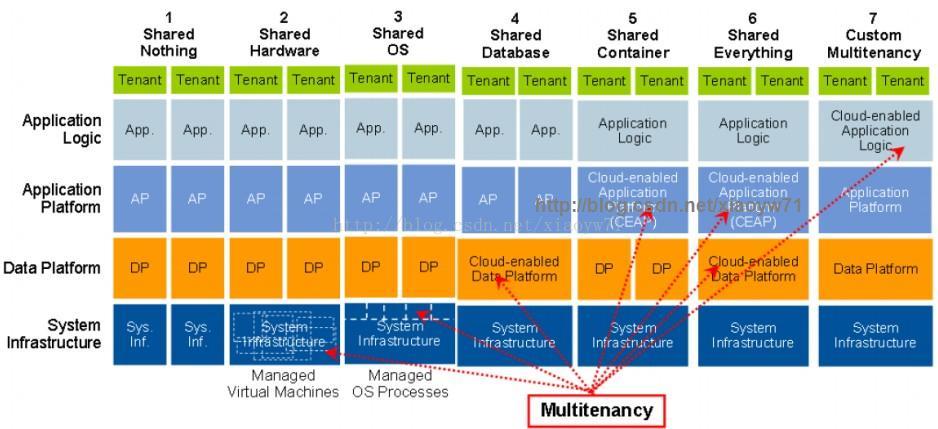 1
Shared
Nothing
2
Shared
Hardware
3
Shared
OS
4
Shared
Database
5
Shared
Container
6
Shared
Everything
7
Custom
Multitenancy
Tenant Tenant Tenant Tenant Tenant Tenant Tenant Tenant Tenant Tenant Tenant Tenant Tenant Tenant
Application
Logic
App. App. App. App. App. App. App. App.
Application
Logic
Application
Logic
Cloud-enabled
Application
Logic
Application
Platform
AP AP AP AP AP AP AP AP
Cloud-enabled
Application
Platform
(CEAP)
Cloud-enabled
Application
Platform
(CEAP)
Application
Platform
http://blog.csdn.net/xiaoyw71
http://blog.csdn.net/xiaoyw71
Data Platform
DP DP DP DP DP DP
Cloud-enabled
Data Platform
DP DP
Cloud-enabled
Data Platform
Data Platform
System
Infrastructure
Sys.
Inf.
Sys.
Inf.
System
Infrastructure
System
Infrastructure
System
Infrastructure
System
Infrastructure
System
Infrastructure
System
Infrastructure
Managed
Virtual Machines
Managed
OS Processes
Multitenancy